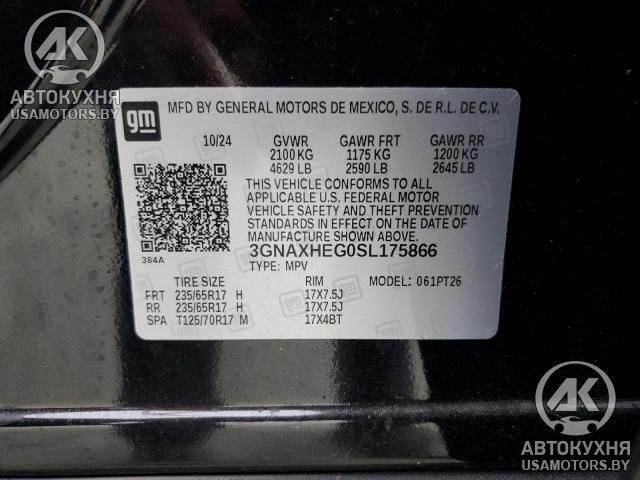 АВТОКУХНЯ
USAMOTORS.BY
gm
MFD BY GENERAL MOTORS DE MEXICO, S. DE R.L. DE C.V.
10/24 GVWR GAWR FRT GAWR RR
2100 KG 1175 KG 1200 KG
4629 LB 2590 LB 2645 LB
THIS VEHICLE CONFORMS TO ALL
APPLICABLE U.S. FEDERAL MOTOR
VEHICLE SAFETY AND THEFT PREVENTION
STANDARDS IN EFFECT ON THE DATE OF
MANUFACTURE SHOWN ABOVE.
384A 3GNAXHEG0SL175866
TYPE: MPV
TIRE SIZE RIM MODEL: 061PT26
FRT 235/65R17 H 17X7.5J
RR 235/65R17 H 17X7.5J
SPA T125/70R17 M 17X4BT
АК
АВТОКУХНЯ
USAMOTORS.BY